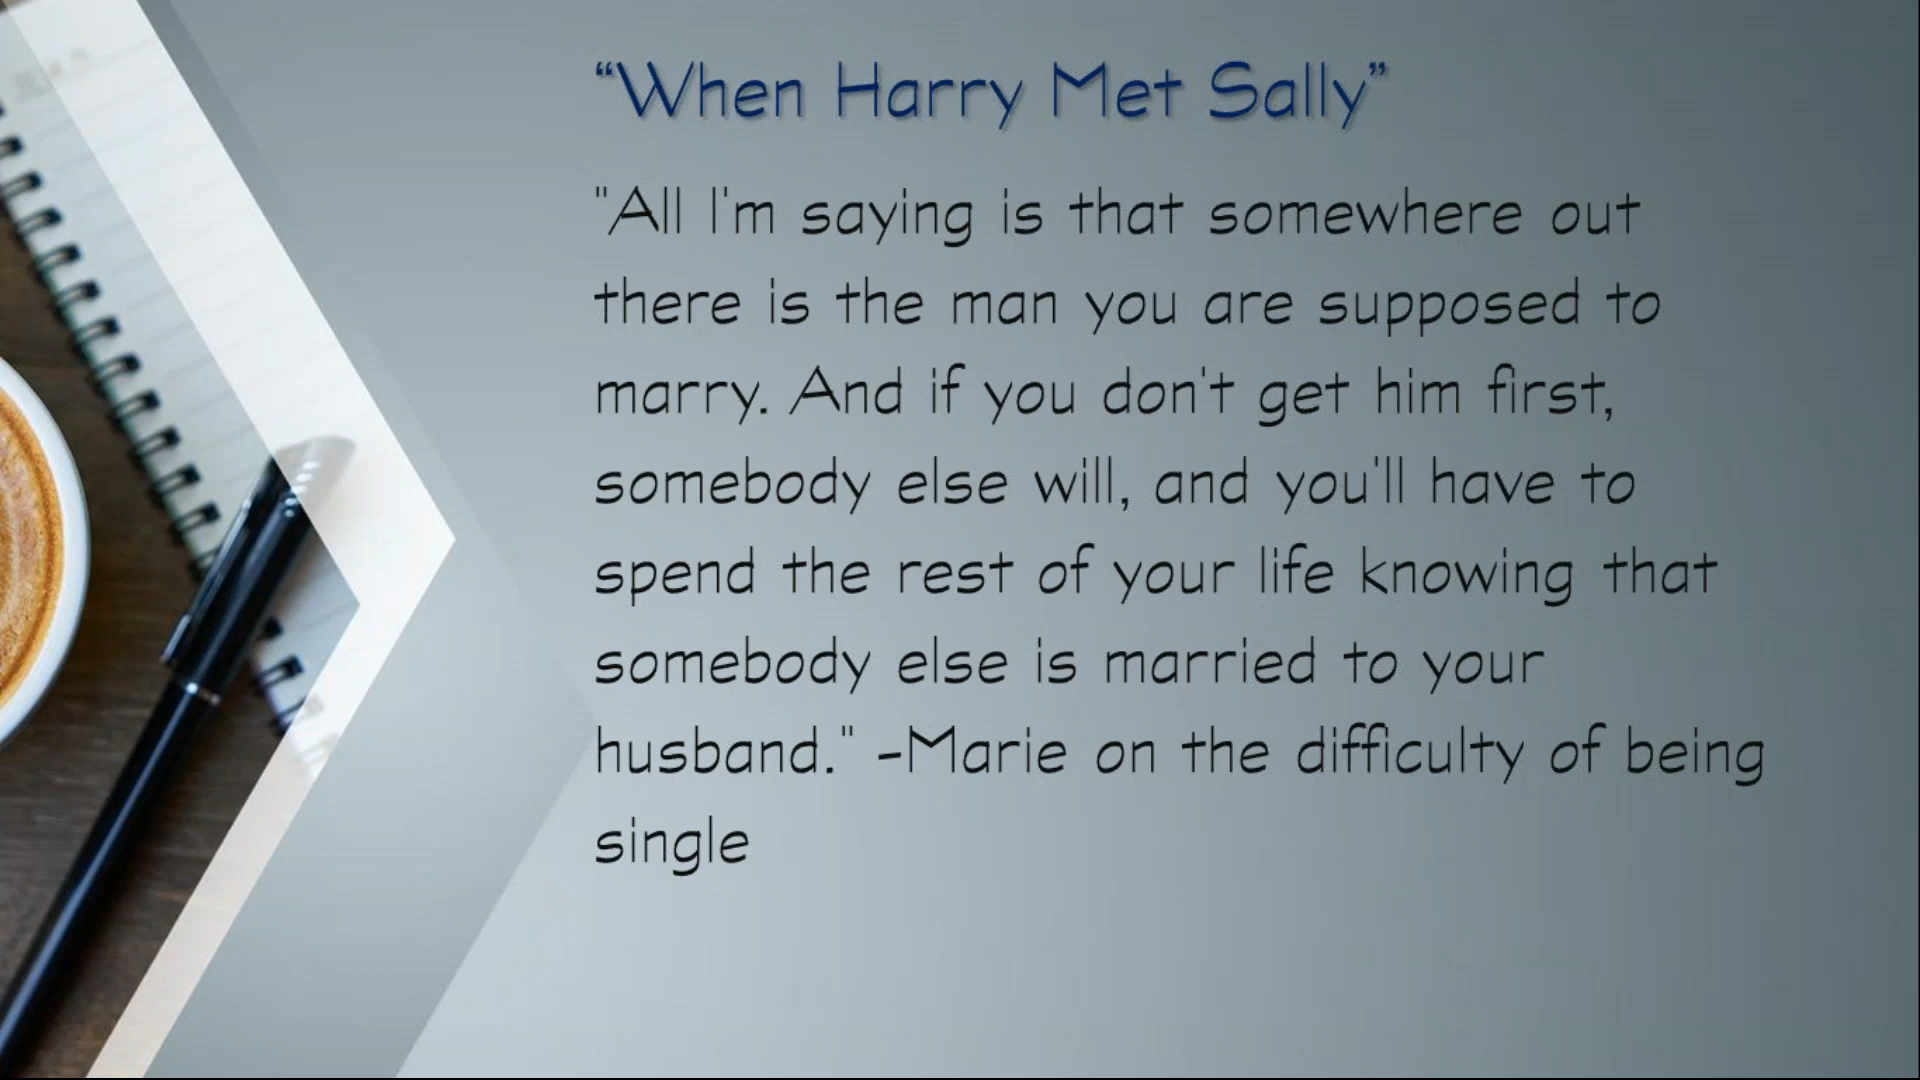 “When Harry Met Sally”
"All I'm saying is that somewhere out
there is the man you are supposed to
marry. And if you don't get him first,
somebody else will, and you'll have to
spend the rest of your life knowing that
somebody else is married to your
husband." -Marie on the difficulty of being
single